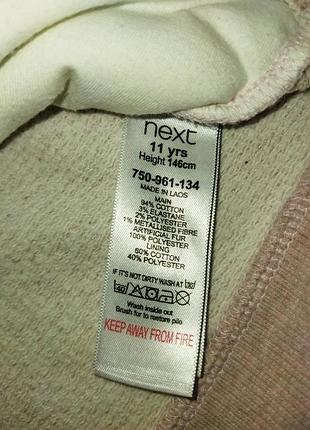 next
11 yrs
Height 146cm
750-961-134
MADE IN LAOS
MAIN
94% COTTON
3% ELASTANE
2% POLYESTER
1% METALLISED FIBRE
ARTIFICIAL FUR
100% POLYESTER
LINING
60% COTTON
40% POLYESTER
IF IT'S NOT DIRTY WASH AT 30
40
Wash inside out
Brush fur to restore pile
KEEP AWAY FROM FIRE